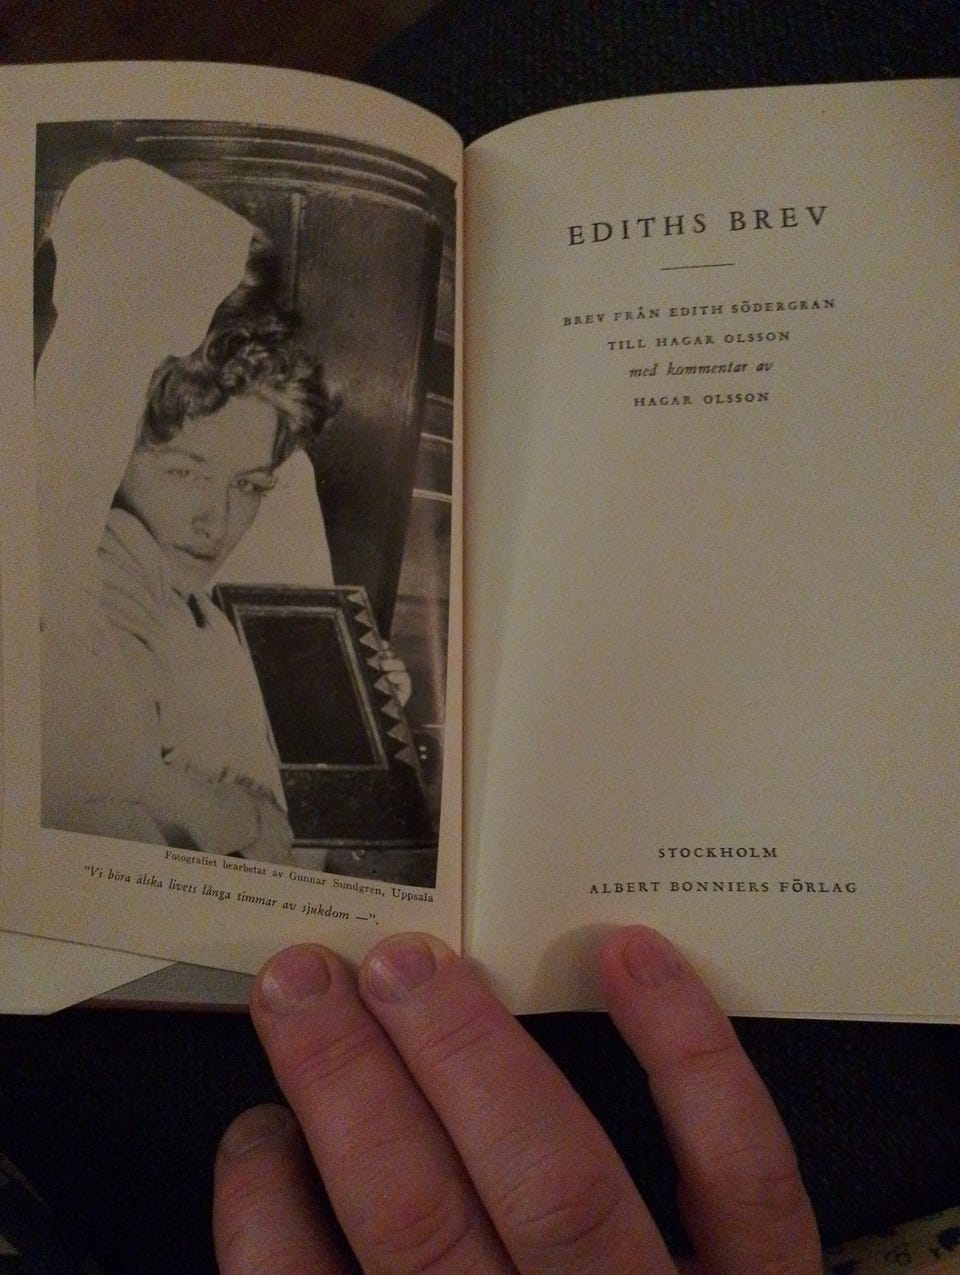 Fotografiet bearbetat av Gunnar Sundgren, Uppsala
"Vi böra älska livets långa timmar av sjukdom —".
EDITHS BREV
BREV FRÅN EDITH SÖDERGRAN
TILL HAGAR OLSSON
med kommentar av
HAGAR OLSSON
STOCKHOLM
ALBERT BONNIERS FÖRLAG